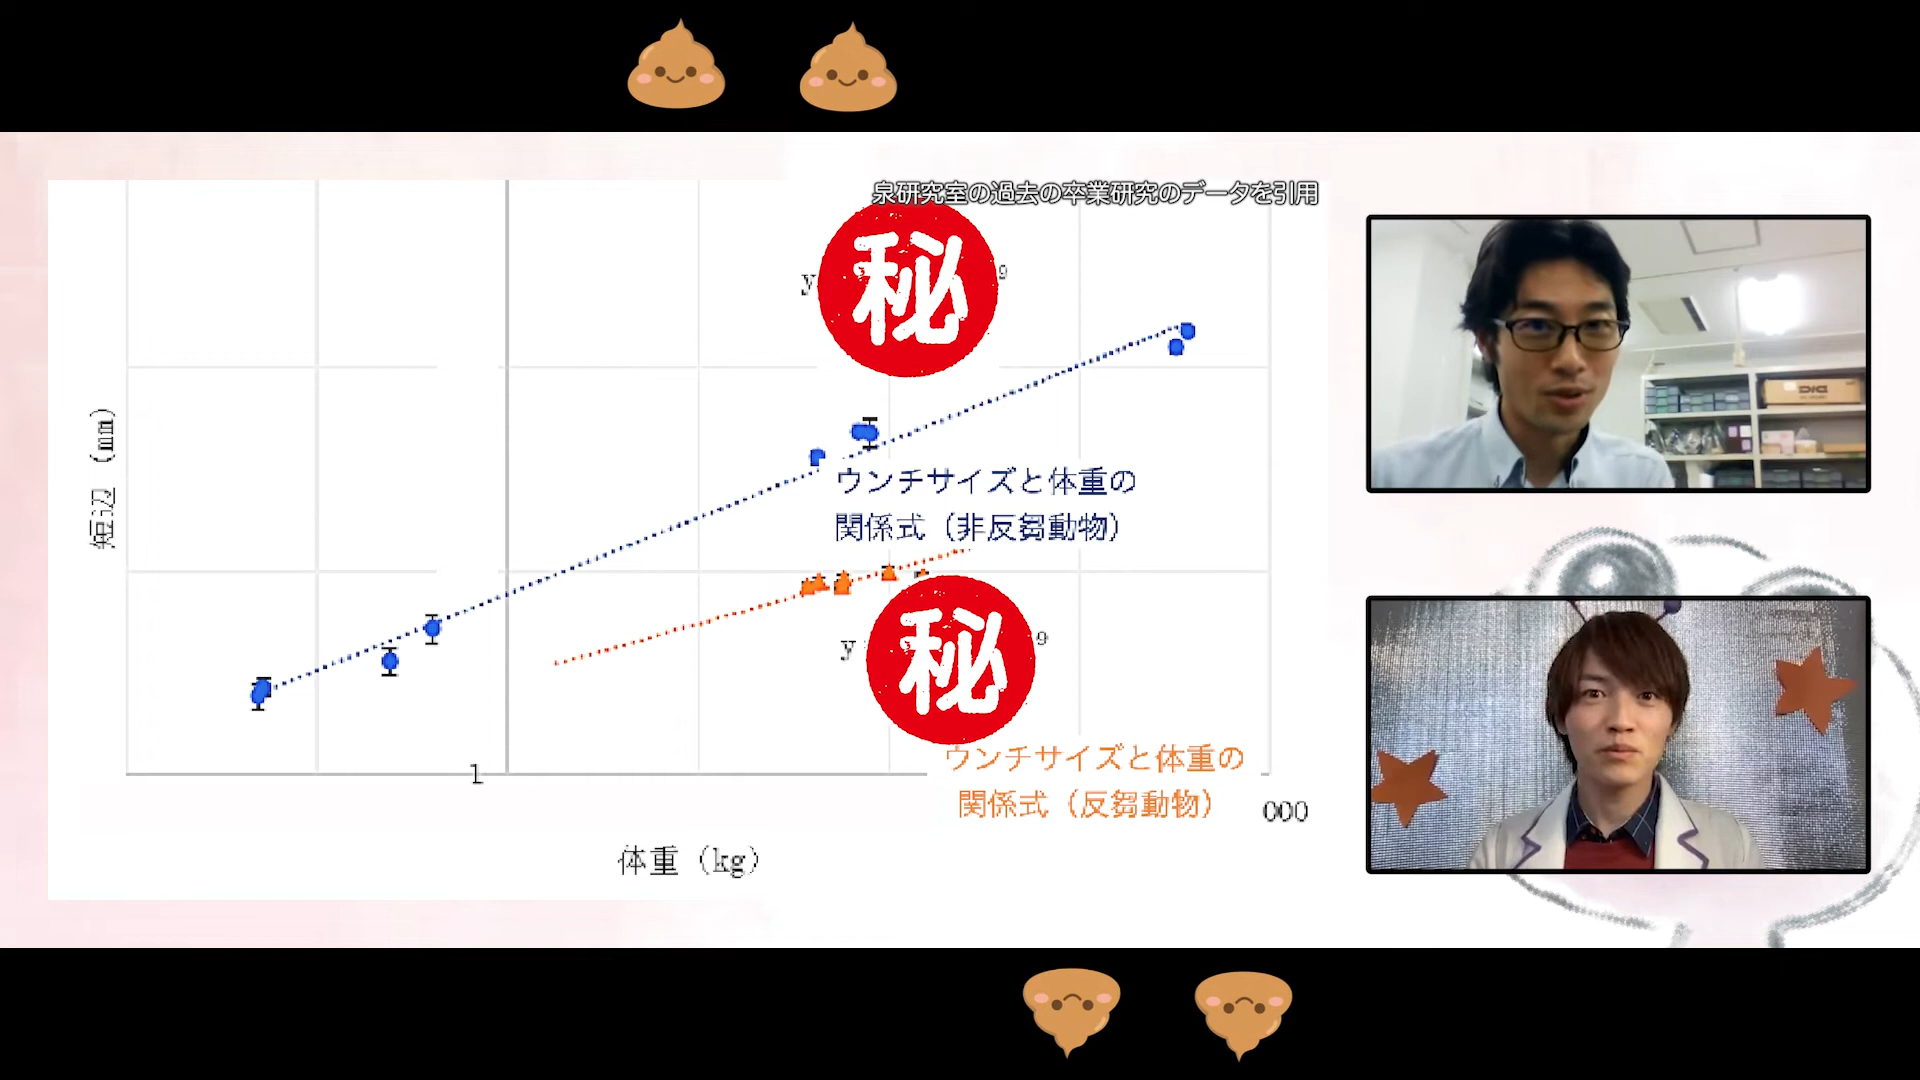 泉研究室の過去の卒業研究のデータを引用
秘
y
9
短辺 (mm)
ウンチサイズと体重の
関係式（非反芻動物）
秘
y
9
ウンチサイズと体重の
関係式（反芻動物）
1
000
体重 (kg)